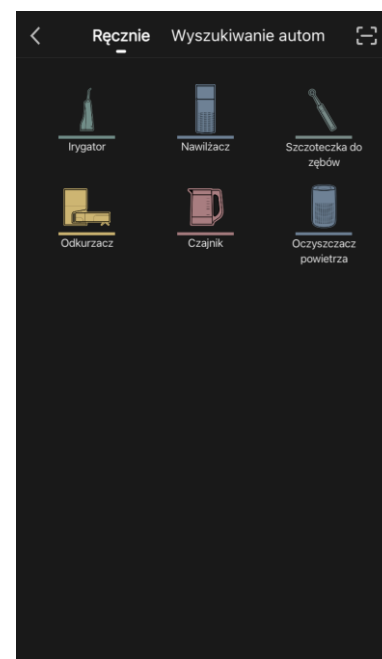 Ręcznie Wyszukiwanie autom
Irygator Nawilżacz Szczoteczka do
zębów
Odkurzacz Czajnik Oczyszczacz
powietrza